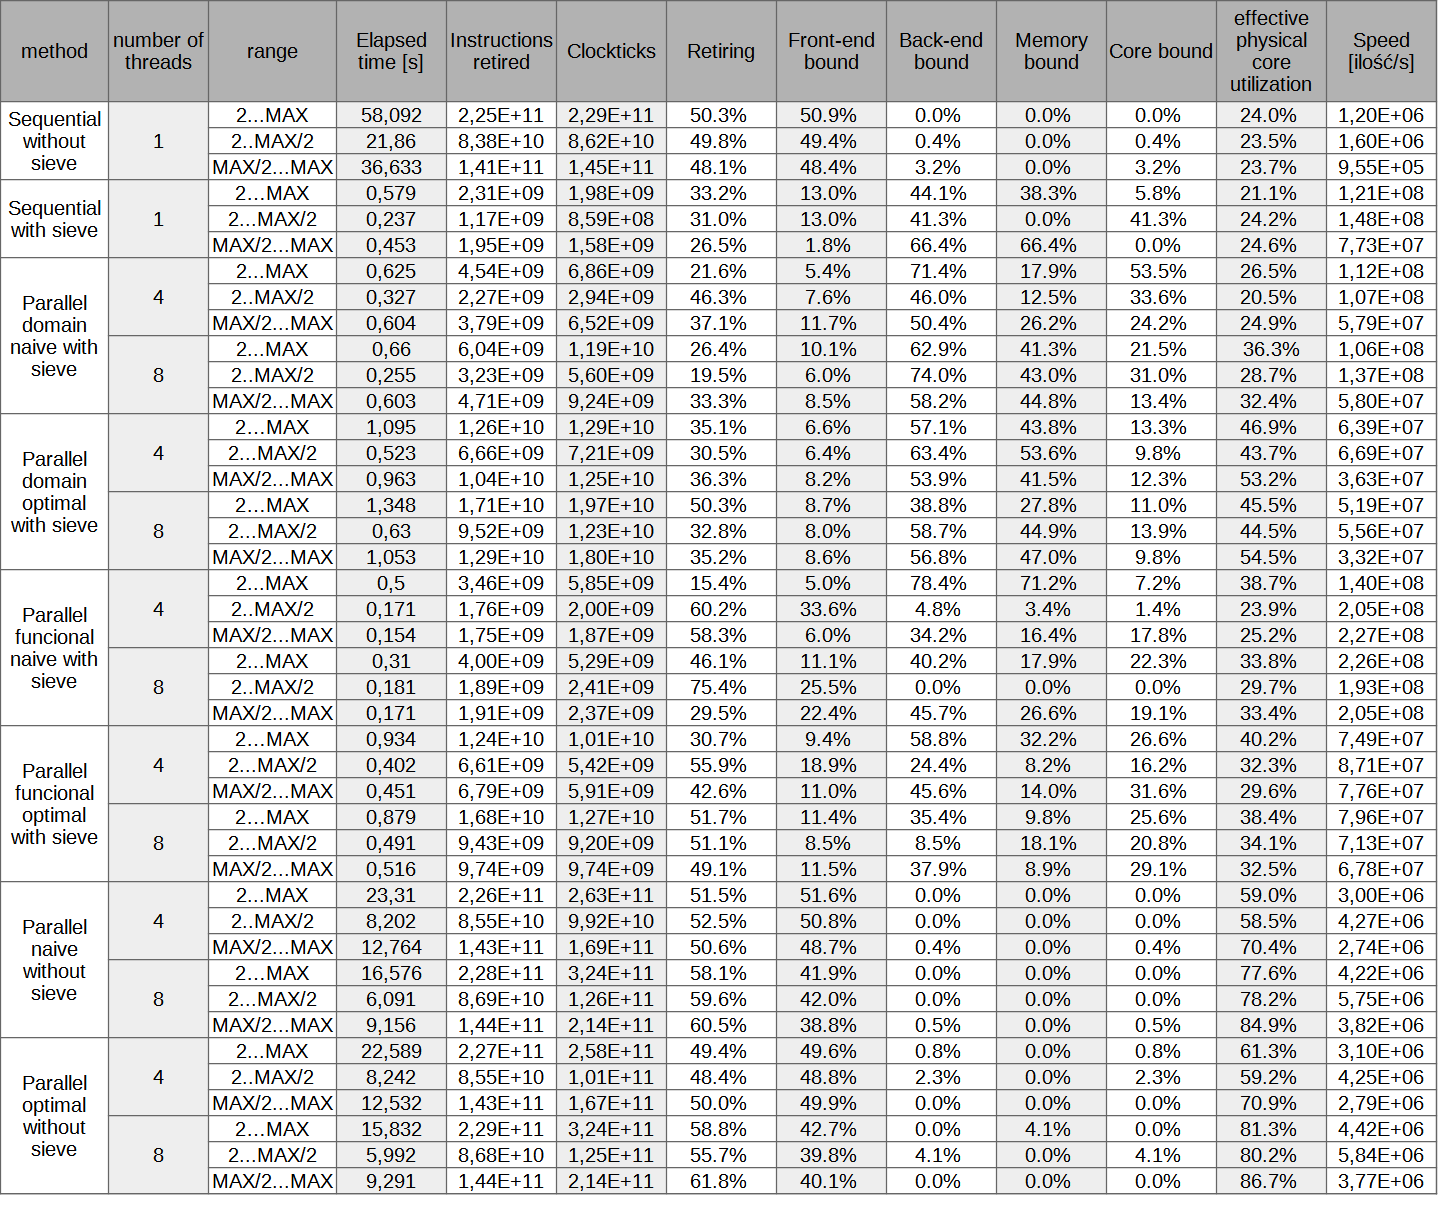 method number of threads range Elapsed time [s] Instructions retired Clockticks Retiring Front-end bound Back-end bound Memory bound Core bound effective physical core utilization Speed [ilość/s]
Sequential without sieve 1 2...MAX 58,092 2,25E+11 2,29E+11 50.3% 50.9% 0.0% 0.0% 0.0% 24.0% 1,20E+06
2..MAX/2 21,86 8,38E+10 8,62E+10 49.8% 49.4% 0.4% 0.0% 0.4% 23.5% 1,60E+06
MAX/2...MAX 36,633 1,41E+11 1,45E+11 48.1% 48.4% 3.2% 0.0% 3.2% 23.7% 9,55E+05
Sequential with sieve 1 2...MAX 0,579 2,31E+09 1,98E+09 33.2% 13.0% 44.1% 38.3% 5.8% 21.1% 1,21E+08
2...MAX/2 0,237 1,17E+09 8,59E+08 31.0% 13.0% 41.3% 0.0% 41.3% 24.2% 1,48E+08
MAX/2...MAX 0,453 1,95E+09 1,58E+09 26.5% 1.8% 66.4% 66.4% 0.0% 24.6% 7,73E+07
Parallel domain naive with sieve 4 2...MAX 0,625 4,54E+09 6,86E+09 21.6% 5.4% 71.4% 17.9% 53.5% 26.5% 1,12E+08
2..MAX/2 0,327 2,27E+09 2,94E+09 46.3% 7.6% 46.0% 12.5% 33.6% 20.5% 1,07E+08
MAX/2...MAX 0,604 3,79E+09 6,52E+09 37.1% 11.7% 50.4% 26.2% 24.2% 24.9% 5,79E+07
8 2...MAX 0,66 6,04E+09 1,19E+10 26.4% 10.1% 62.9% 41.3% 21.5% 36.3% 1,06E+08
2..MAX/2 0,255 3,23E+09 5,60E+09 19.5% 6.0% 74.0% 43.0% 31.0% 28.7% 1,37E+08
MAX/2...MAX 0,603 4,71E+09 9,24E+09 33.3% 8.5% 58.2% 44.8% 13.4% 32.4% 5,80E+07
Parallel domain optimal with sieve 4 2...MAX 1,095 1,26E+10 1,29E+10 35.1% 6.6% 57.1% 43.8% 13.3% 46.9% 6,39E+07
2...MAX/2 0,523 6,66E+09 7,21E+09 30.5% 6.4% 63.4% 53.6% 9.8% 43.7% 6,69E+07
MAX/2...MAX 0,963 1,04E+10 1,25E+10 36.3% 8.2% 53.9% 41.5% 12.3% 53.2% 3,63E+07
8 2...MAX 1,348 1,71E+10 1,97E+10 50.3% 8.7% 38.8% 27.8% 11.0% 45.5% 5,19E+07
2...MAX/2 0,63 9,52E+09 1,23E+10 32.8% 8.0% 58.7% 44.9% 13.9% 44.5% 5,56E+07
MAX/2...MAX 1,053 1,29E+10 1,80E+10 35.2% 8.6% 56.8% 47.0% 9.8% 54.5% 3,32E+07
Parallel funcional naive with sieve 4 2...MAX 0,5 3,46E+09 5,85E+09 15.4% 5.0% 78.4% 71.2% 7.2% 38.7% 1,40E+08
2..MAX/2 0,171 1,76E+09 2,00E+09 60.2% 33.6% 4.8% 3.4% 1.4% 23.9% 2,05E+08
MAX/2...MAX 0,154 1,75E+09 1,87E+09 58.3% 6.0% 34.2% 16.4% 17.8% 25.2% 2,27E+08
8 2...MAX 0,31 4,00E+09 5,29E+09 46.1% 11.1% 40.2% 17.9% 22.3% 33.8% 2,26E+08
2..MAX/2 0,181 1,89E+09 2,41E+09 75.4% 25.5% 0.0% 0.0% 0.0% 29.7% 1,93E+08
MAX/2...MAX 0,171 1,91E+09 2,37E+09 29.5% 22.4% 45.7% 26.6% 19.1% 33.4% 2,05E+08
Parallel funcional optimal with sieve 4 2...MAX 0,934 1,24E+10 1,01E+10 30.7% 9.4% 58.8% 32.2% 26.6% 40.2% 7,49E+07
2...MAX/2 0,402 6,61E+09 5,42E+09 55.9% 18.9% 24.4% 8.2% 16.2% 32.3% 8,71E+07
MAX/2...MAX 0,451 6,79E+09 5,91E+09 42.6% 11.0% 45.6% 14.0% 31.6% 29.6% 7,76E+07
8 2...MAX 0,879 1,68E+10 1,27E+10 51.7% 11.4% 35.4% 9.8% 25.6% 38.4% 7,96E+07
2...MAX/2 0,491 9,43E+09 9,20E+09 51.1% 8.5% 8.5% 18.1% 20.8% 34.1% 7,13E+07
MAX/2...MAX 0,516 9,74E+09 9,74E+09 49.1% 11.5% 37.9% 8.9% 29.1% 32.5% 6,78E+07
Parallel naive without sieve 4 2...MAX 23,31 2,26E+11 2,63E+11 51.5% 51.6% 0.0% 0.0% 0.0% 59.0% 3,00E+06
2..MAX/2 8,202 8,55E+10 9,92E+10 52.5% 50.8% 0.0% 0.0% 0.0% 58.5% 4,27E+06
MAX/2...MAX 12,764 1,43E+11 1,69E+11 50.6% 48.7% 0.4% 0.0% 0.4% 70.4% 2,74E+06
8 2...MAX 16,576 2,28E+11 3,24E+11 58.1% 41.9% 0.0% 0.0% 0.0% 77.6% 4,22E+06
2...MAX/2 6,091 8,69E+10 1,26E+11 59.6% 42.0% 0.0% 0.0% 0.0% 78.2% 5,75E+06
MAX/2...MAX 9,156 1,44E+11 2,14E+11 60.5% 38.8% 0.5% 0.0% 0.5% 84.9% 3,82E+06
Parallel optimal without sieve 4 2...MAX 22,589 2,27E+11 2,58E+11 49.4% 49.6% 0.8% 0.0% 0.8% 61.3% 3,10E+06
2..MAX/2 8,242 8,55E+10 1,01E+11 48.4% 48.8% 2.3% 0.0% 2.3% 59.2% 4,25E+06
MAX/2...MAX 12,532 1,43E+11 1,67E+11 50.0% 49.9% 0.0% 0.0% 0.0% 70.9% 2,79E+06
8 2...MAX 15,832 2,29E+11 3,24E+11 58.8% 42.7% 0.0% 4.1% 0.0% 81.3% 4,42E+06
2...MAX/2 5,992 8,68E+10 1,25E+11 55.7% 39.8% 4.1% 0.0% 4.1% 80.2% 5,84E+06
MAX/2...MAX 9,291 1,44E+11 2,14E+11 61.8% 40.1% 0.0% 0.0% 0.0% 86.7% 3,77E+06